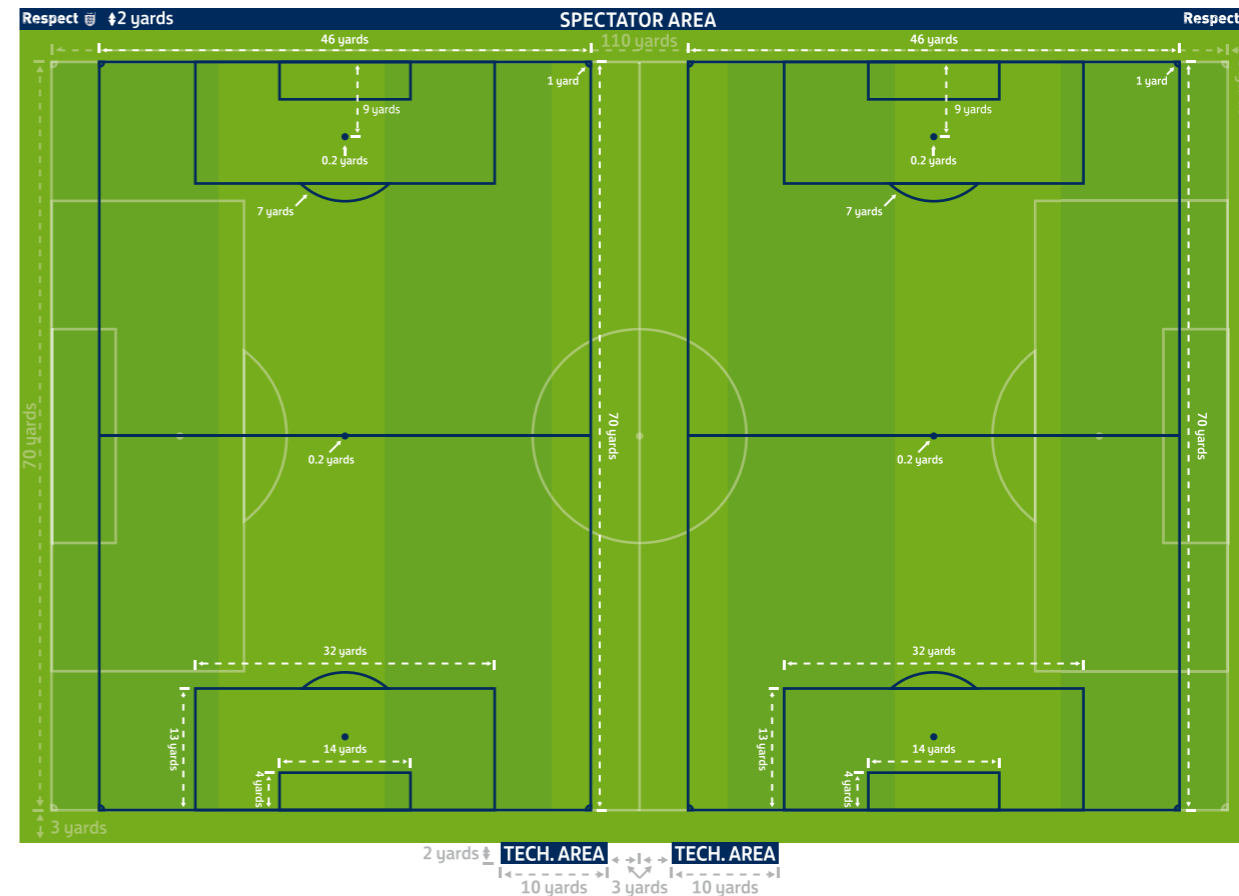 Respect 2 yards SPECTATOR AREA Respect
46 yards 110 yards 46 yards
1 yard 1 yard
9 yards 9 yards
0.2 yards 0.2 yards
7 yards 7 yards
70 yards 70 yards 70 yards
0.2 yards 0.2 yards
32 yards 32 yards
13 yards 13 yards
14 yards 14 yards
4 yards 4 yards
3 yards
2 yards TECH. AREA TECH. AREA
10 yards 3 yards 10 yards